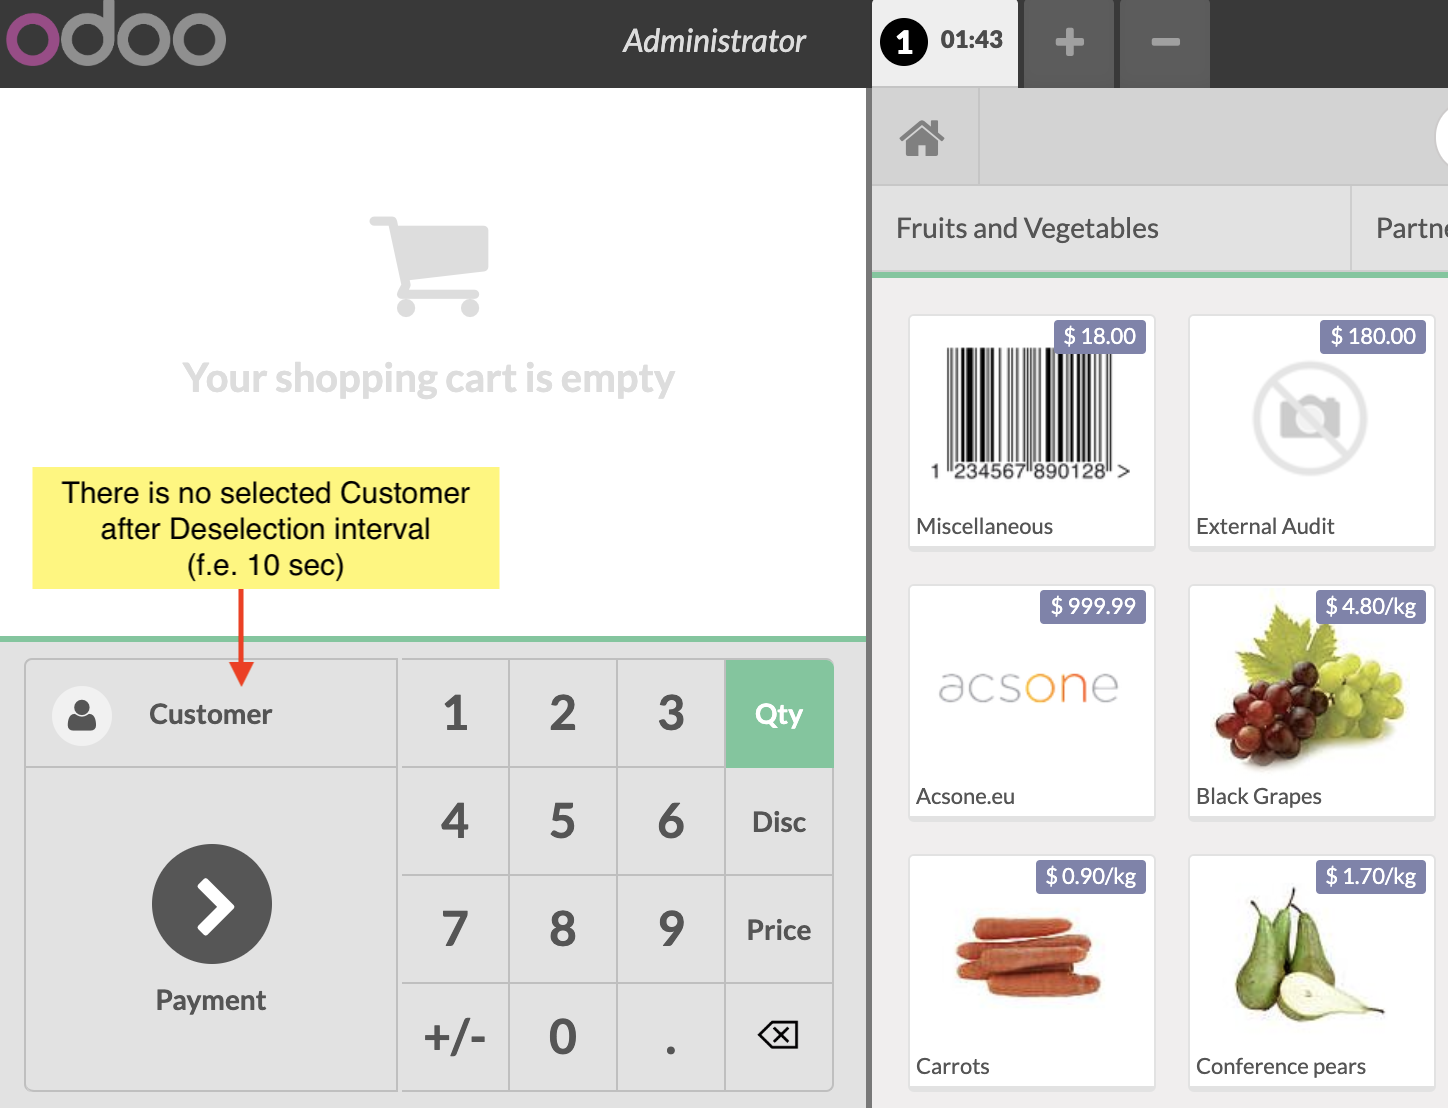 odoo
Administrator
1 01:43 + -
Fruits and Vegetables
Your shopping cart is empty
There is no selected Customer
after Deselection interval
(f.e. 10 sec)
Customer
Payment
1 2 3 Qty
4 5 6 Disc
7 8 9 Price
+/- 0 .
$ 18.00
1 234567 890128 >
Miscellaneous
$ 180.00
External Audit
$ 999.99
acsone
Acsone.eu
$ 4.80/kg
Black Grapes
$ 0.90/kg
Carrots
$ 1.70/kg
Conference pears